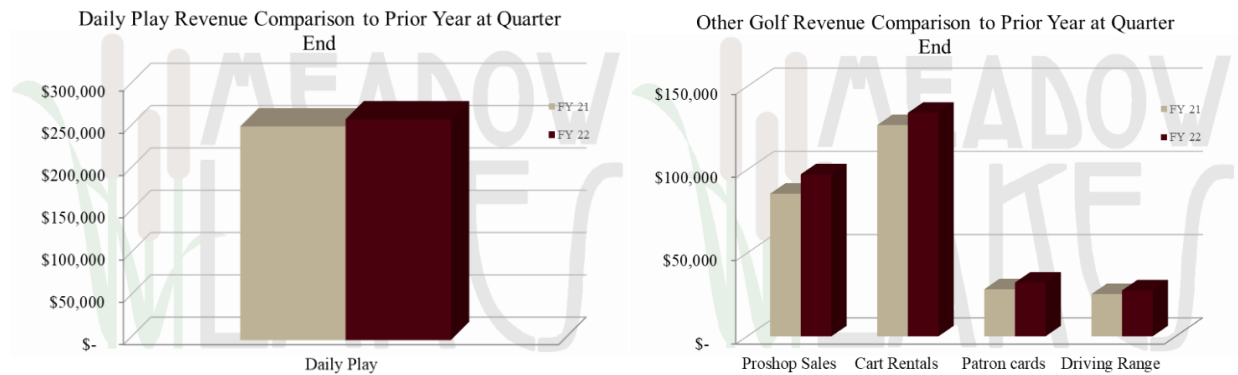 Daily Play Revenue Comparison to Prior Year at Quarter
End
MEADOW
LAKES
$300,000
$250,000
$200,000
$150,000
$100,000
$50,000
$-
FY 21
FY 22
Daily Play
Other Golf Revenue Comparison to Prior Year at Quarter
End
MEADOW
LAKES
$150,000
$100,000
$50,000
$-
FY 21
FY 22
Proshop Sales Cart Rentals Patron cards Driving Range